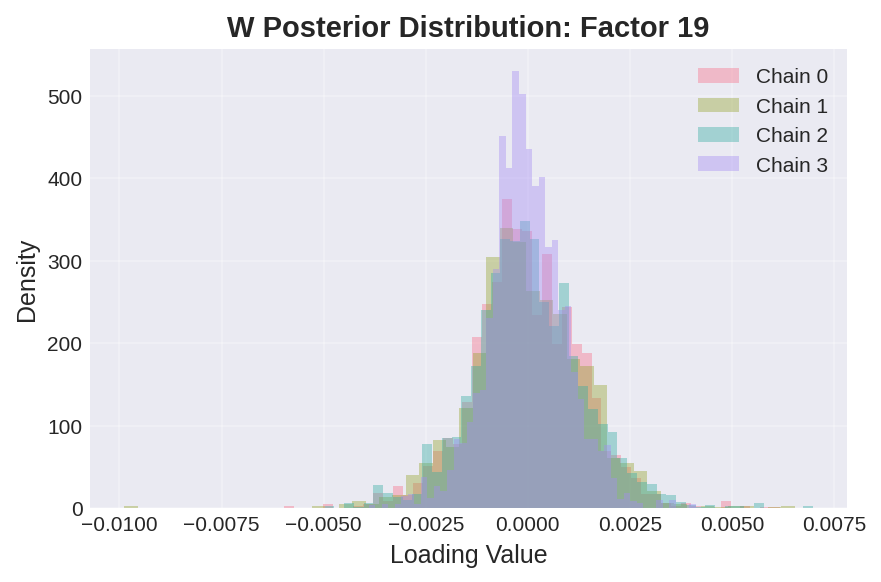 W Posterior Distribution: Factor 19
Chain 0
Chain 1
Chain 2
Chain 3
500
400
300
200
100
0
Density
−0.0100 −0.0075 −0.0050 −0.0025 0.0000 0.0025 0.0050 0.0075
Loading Value